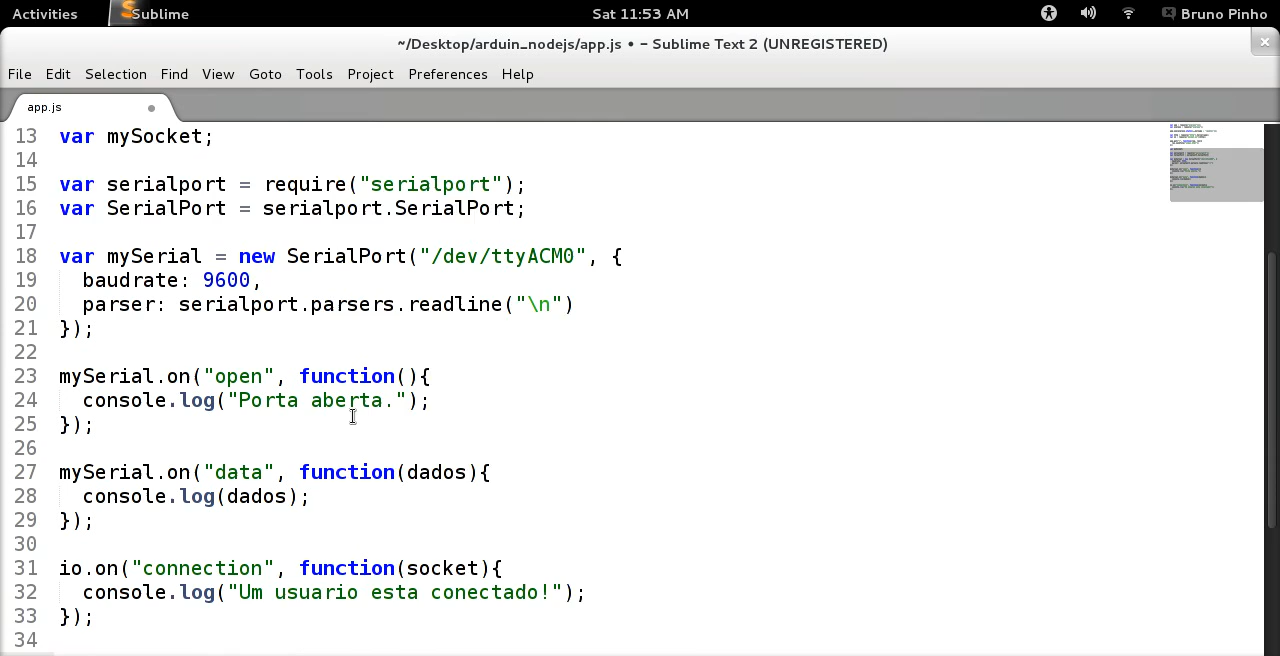 Activities Sublime Sat 11:53 AM Bruno Pinho
~/Desktop/arduin_nodejs/app.js • – Sublime Text 2 (UNREGISTERED)
File Edit Selection Find View Goto Tools Project Preferences Help
app.js
13 var mySocket;
14
15 var serialport = require("serialport");
16 var SerialPort = serialport.SerialPort;
17
18 var mySerial = new SerialPort("/dev/ttyACM0", {
19   baudrate: 9600,
20   parser: serialport.parsers.readline("\n")
21 });
22
23 mySerial.on("open", function(){
24   console.log("Porta aberta.");
25 });
26
27 mySerial.on("data", function(dados){
28   console.log(dados);
29 });
30
31 io.on("connection", function(socket){
32   console.log("Um usuario esta conectado!");
33 });
34